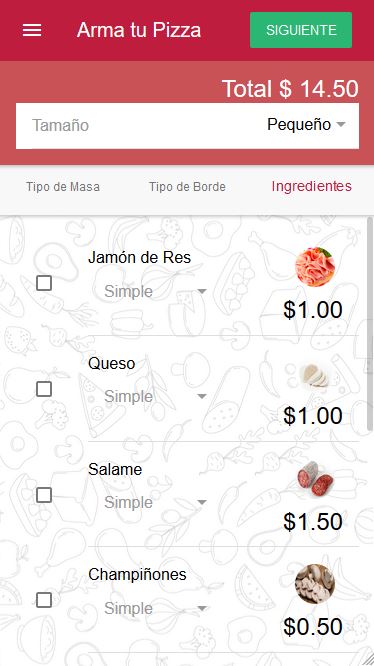 Arma tu Pizza
SIGUIENTE
Total $ 14.50
Tamaño
Pequeño
Tipo de Masa
Tipo de Borde
Ingredientes
Jamón de Res
Simple
$1.00
Queso
Simple
$1.00
Salame
Simple
$1.50
Champiñones
Simple
$0.50